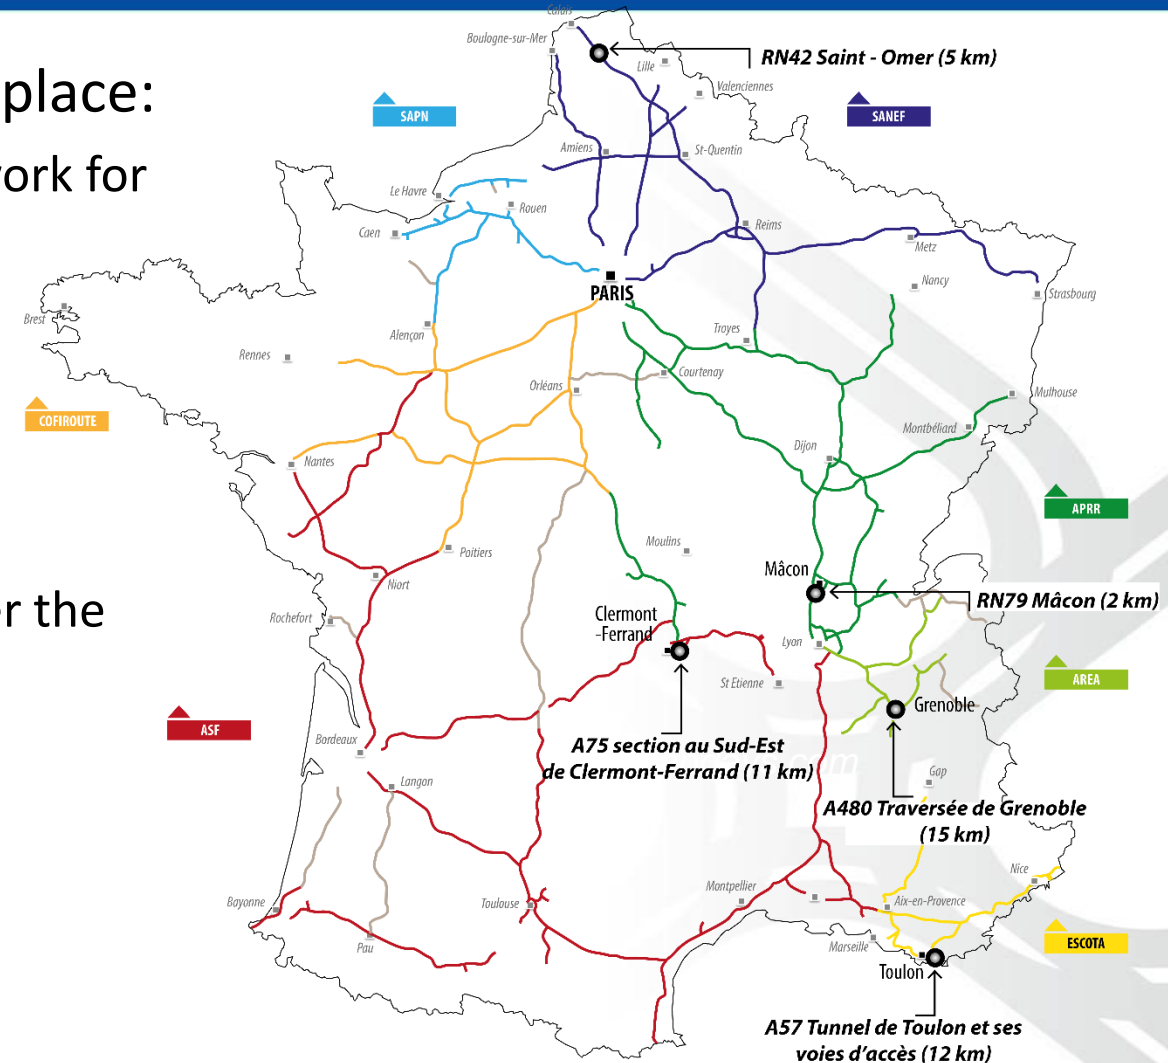 place:
work for
er the
Calais
Boulogne-sur-Mer
RN42 Saint - Omer (5 km)
Lille
Valenciennes
SAPN
SANEF
Amiens
St-Quentin
Le Havre
Rouen
Caen
Reims
Metz
Nancy
PARIS
Strasbourg
Brest
Alençon
Troyes
Rennes
Courtenay
Orléans
Mulhouse
COFIROUTE
Montbéliard
Dijon
Nantes
APRR
Moulins
Poitiers
Mâcon
Niort
RN79 Mâcon (2 km)
Clermont
-Ferrand
Rochefort
Lyon
St Etienne
AREA
Grenoble
ASF
Bordeaux
A75 section au Sud-Est
de Clermont-Ferrand (11 km)
com
Gap
Langon
A480 Traversée de Grenoble
(15 km)
Nice
Montpellier
Bayonne
Toulouse
Aix-en-Provence
Pau
Marseille
ESCOTA
Toulon
A57 Tunnel de Toulon et ses
voies d'accès (12 km)